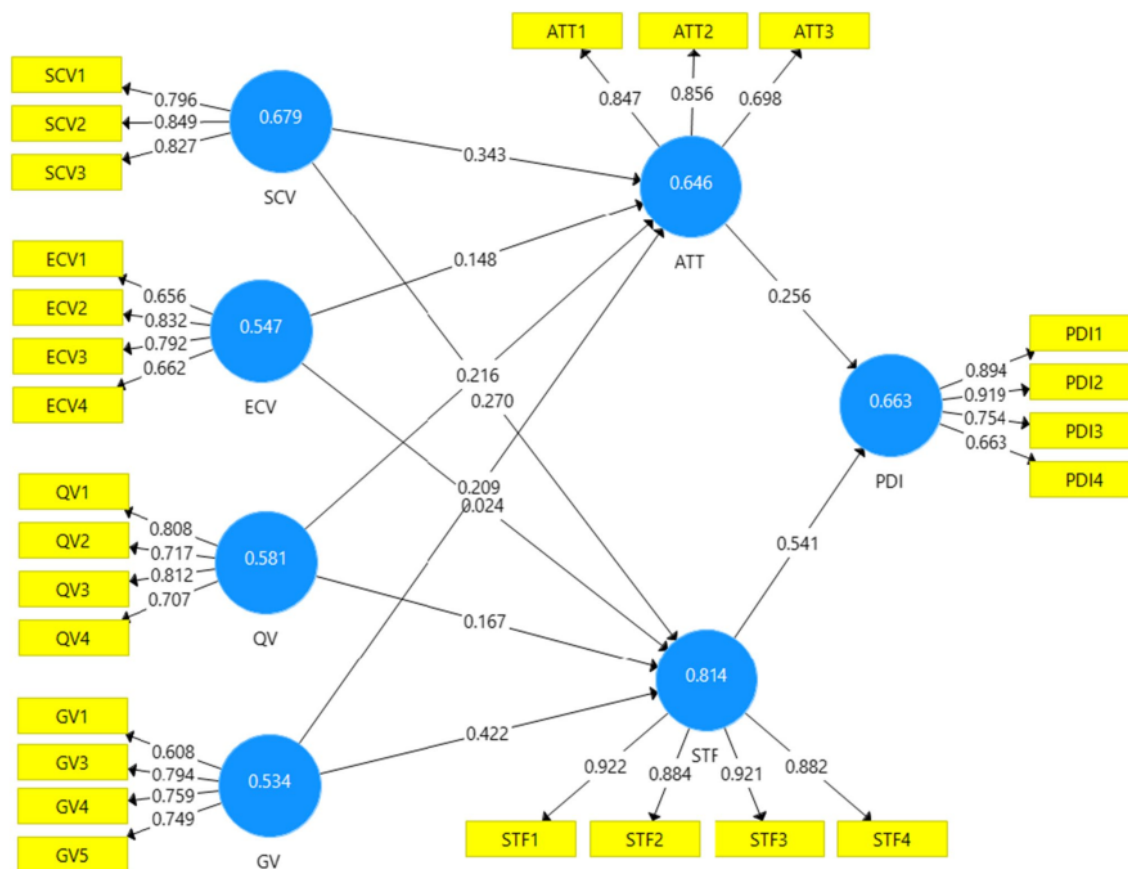 ATT1
ATT2
ATT3
0.847
0.856
0.698
SCV1
SCV2
SCV3
0.796
0.849
0.827
0.679
SCV
0.343
0.646
ATT
ECV1
ECV2
ECV3
ECV4
0.656
0.832
0.792
0.662
0.547
ECV
0.148
0.256
0.216
0.270
0.663
PDI
0.894
0.919
0.754
0.663
PDI1
PDI2
PDI3
PDI4
QV1
QV2
QV3
QV4
0.808
0.717
0.812
0.707
0.581
QV
0.209
0.024
0.167
0.541
GV1
GV3
GV4
GV5
0.608
0.794
0.759
0.749
0.534
GV
0.422
0.814
STF
0.922
0.884
0.921
0.882
STF1
STF2
STF3
STF4